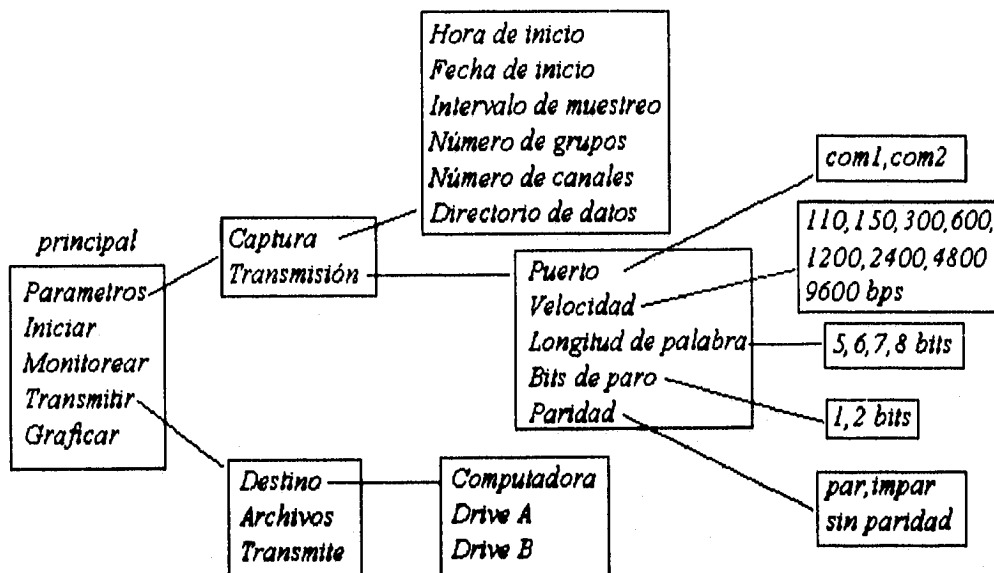 Hora de inicio
Fecha de inicio
Intervalo de muestreo
Número de grupos
Número de canales
Directorio de datos
com1,com2
110,150,300,600,
1200,2400,4800
9600 bps
principal
Captura
Transmisión
Parametros
Iniciar
Monitorear
Transmitir
Graficar
Puerto
Velocidad
Longitud de palabra
Bits de paro
Paridad
5,6,7,8 bits
1,2 bits
par,impar
sin paridad
Destino
Archivos
Transmite
Computadora
Drive A
Drive B